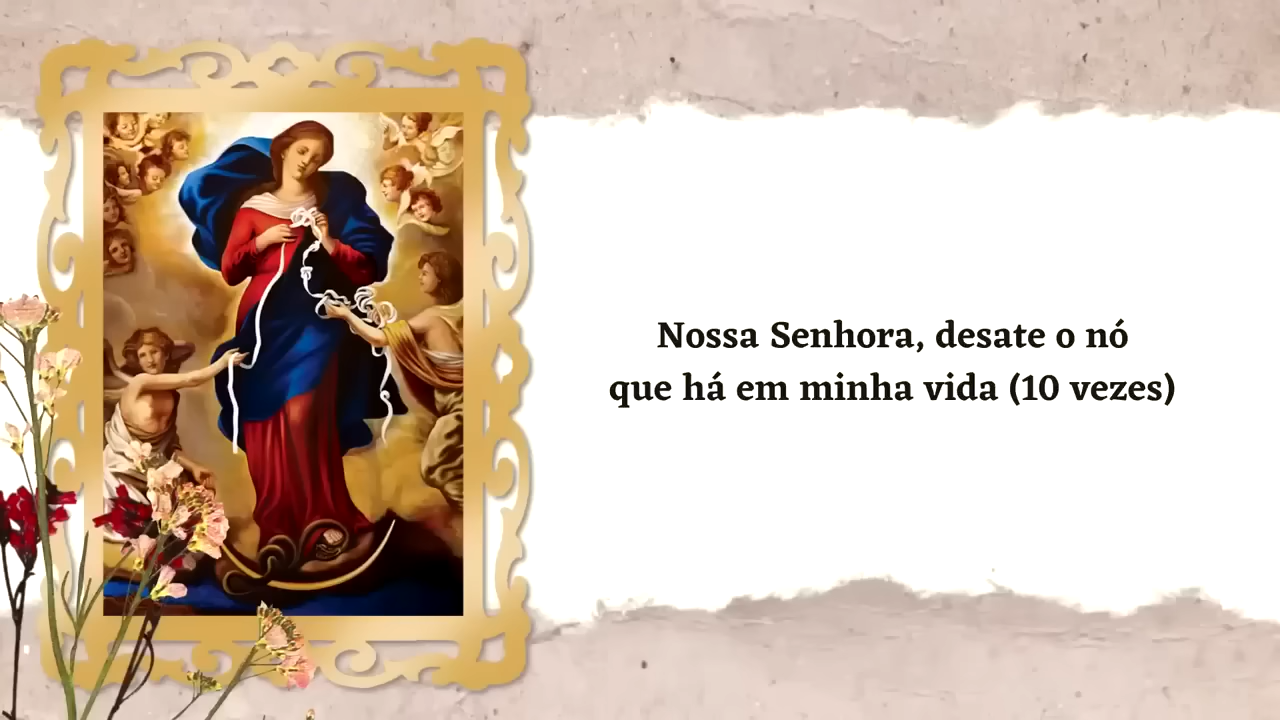 Nossa Senhora, desate o nó
que há em minha vida (10 vezes)